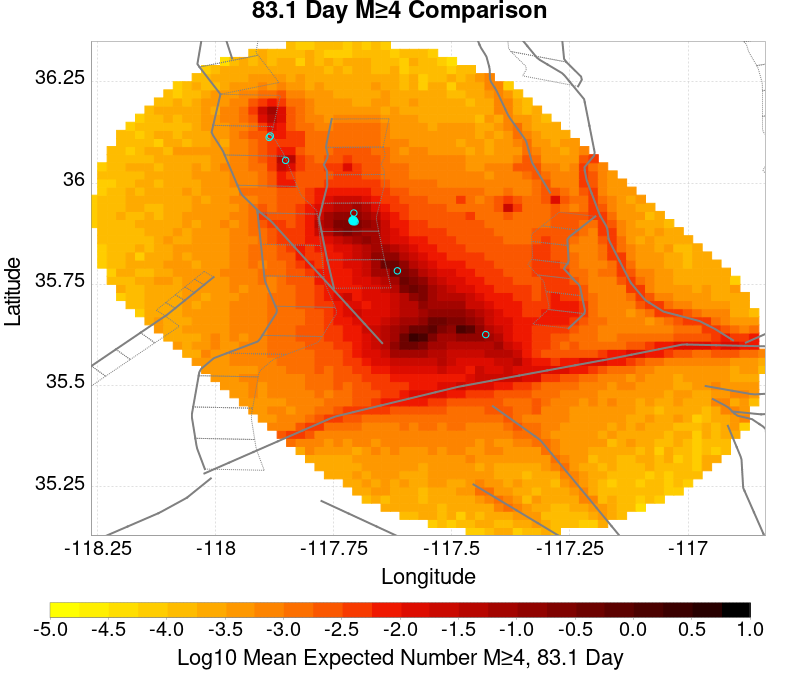 83.1 Day M≥4 Comparison
36.25
36
35.75
35.5
35.25
Latitude
-118.25 -118 -117.75 -117.5 -117.25 -117
Longitude
-5.0 -4.5 -4.0 -3.5 -3.0 -2.5 -2.0 -1.5 -1.0 -0.5 0.0 0.5 1.0
Log10 Mean Expected Number M≥4, 83.1 Day